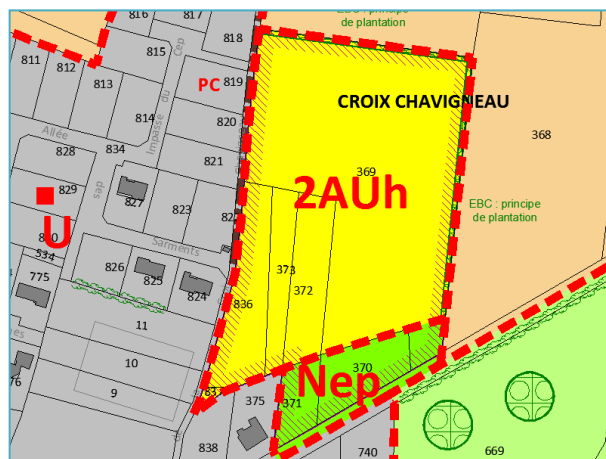 EBC : principe
de plantation
816
817
818
815
811
812
813
819
PC
Impasse du Cep
820
CROIX CHAVIGNEAU
814
368
Allée
834
828
821
369
829
827
823
2AUh
des
EBC : principe
de plantation
U
830
Sarments
534
826
825
824
373
372
775
836
11
10
370
Nep
9
375
371
838
740
669